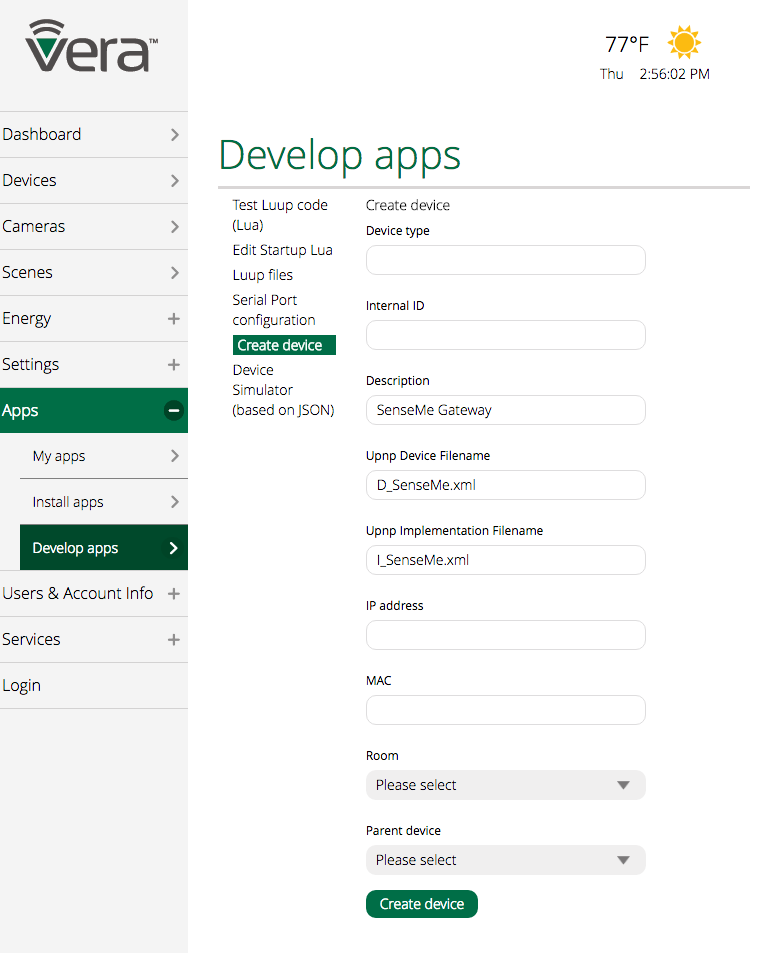 vera™
77°F
Thu 2:56:02 PM
Dashboard
Devices
Cameras
Scenes
Energy
Settings
Apps
My apps
Install apps
Develop apps
Users & Account Info
Services
Login
Develop apps
Test Luup code
(Lua)
Edit Startup Lua
Luup files
Serial Port
configuration
Create device
Device
Simulator
(based on JSON)
Create device
Device type
Internal ID
Description
SenseMe Gateway
Upnp Device Filename
D_SenseMe.xml
Upnp Implementation Filename
I_SenseMe.xml
IP address
MAC
Room
Please select
Parent device
Please select
Create device